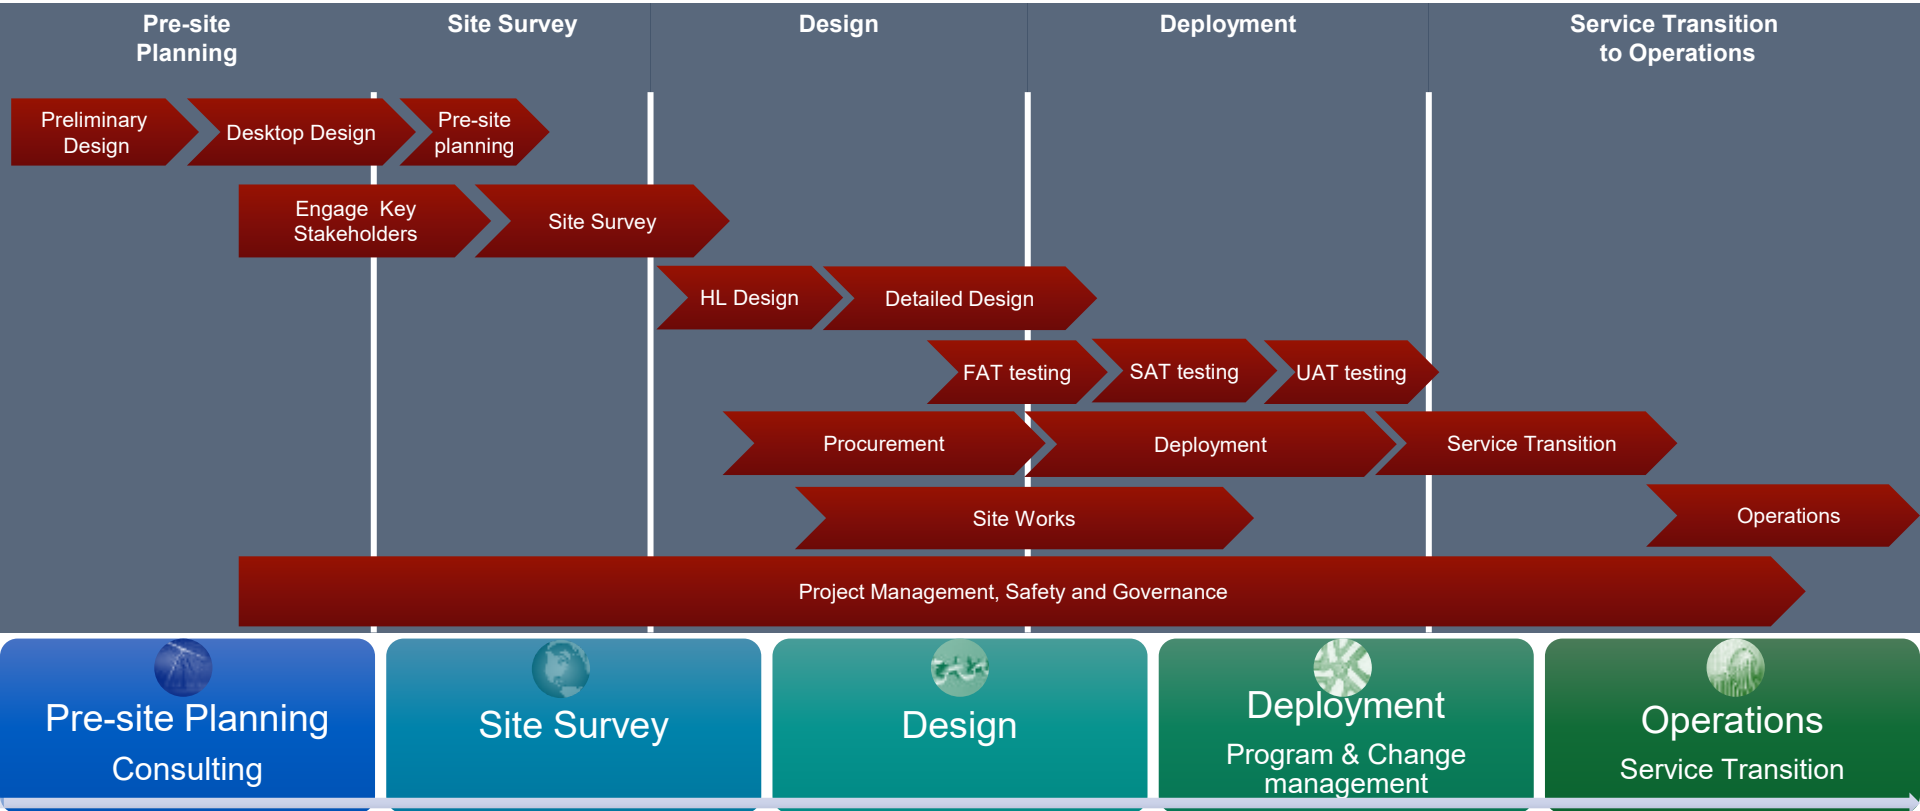 Pre-site
Planning
Site Survey
Design
Deployment
Service Transition
to Operations
Preliminary
Design
Desktop Design
Pre-site
planning
Engage  Key
Stakeholders
Site Survey
HL Design
Detailed Design
FAT testing
SAT testing
UAT testing
Procurement
Deployment
Service Transition
Site Works
Operations
Project Management, Safety and Governance
Pre-site Planning
Consulting
Site Survey
Design
Deployment
Program & Change
management
Operations
Service Transition